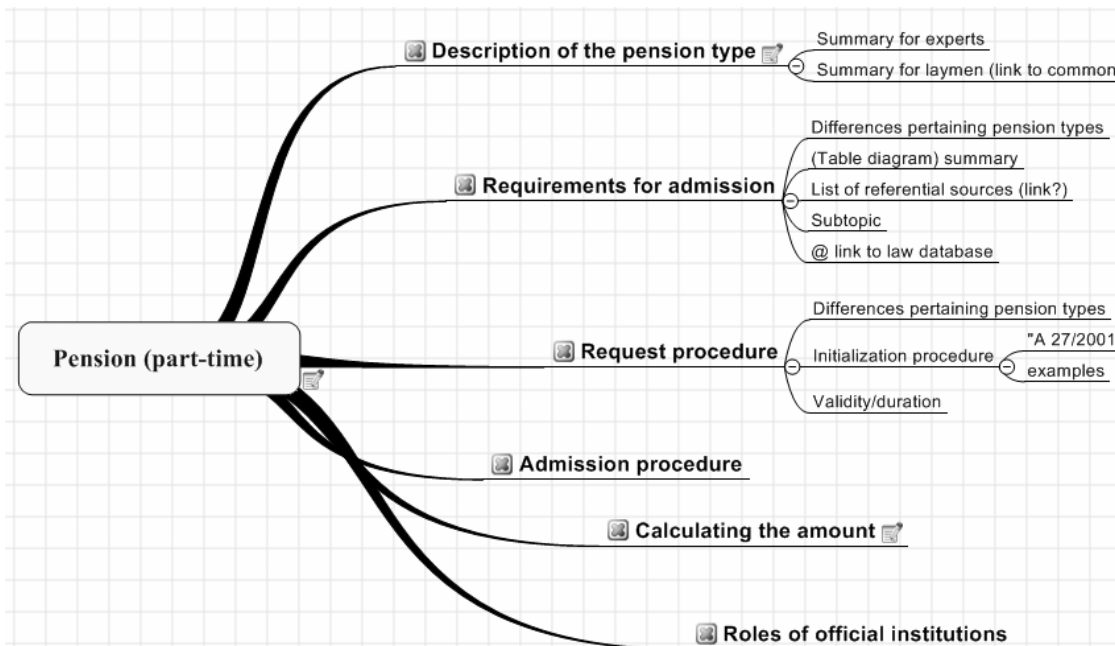 Description of the pension type
Summary for experts
Summary for laymen (link to common
Requirements for admission
Differences pertaining pension types
(Table diagram) summary
List of referential sources (link?)
Subtopic
@ link to law database
Pension (part-time)
Request procedure
Differences pertaining pension types
Initialization procedure
"A 27/2001
examples
Validity/duration
Admission procedure
Calculating the amount
Roles of official institutions